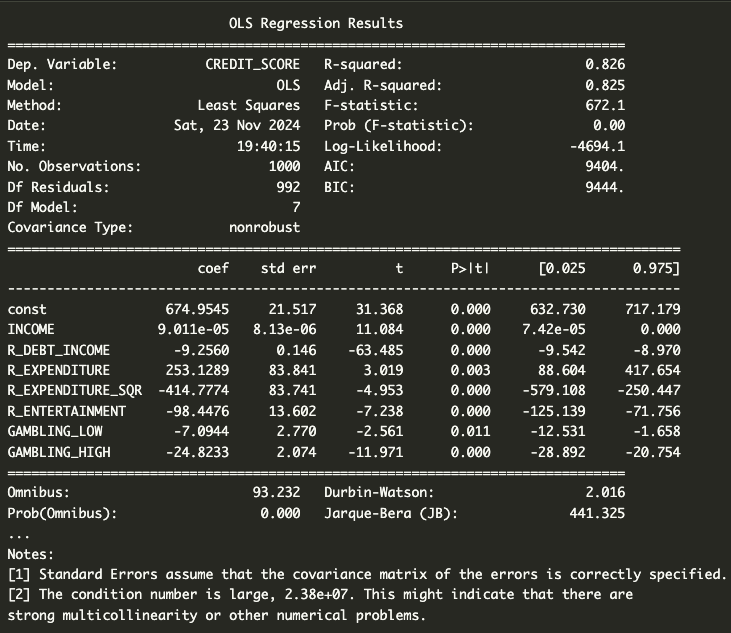 OLS Regression Results
==============================================================================
Dep. Variable: CREDIT_SCORE R-squared: 0.826
Model: OLS Adj. R-squared: 0.825
Method: Least Squares F-statistic: 672.1
Date: Sat, 23 Nov 2024 Prob (F-statistic): 0.00
Time: 19:40:15 Log-Likelihood: -4694.1
No. Observations: 1000 AIC: 9404.
Df Residuals: 992 BIC: 9444.
Df Model: 7
Covariance Type: nonrobust
=====================================================================================
coef std err t P>|t| [0.025 0.975]
-------------------------------------------------------------------------------------
const 674.9545 21.517 31.368 0.000 632.730 717.179
INCOME 9.011e-05 8.13e-06 11.084 0.000 7.42e-05 0.000
R_DEBT_INCOME -9.2560 0.146 -63.485 0.000 -9.542 -8.970
R_EXPENDITURE 253.1289 83.841 3.019 0.003 88.604 417.654
R_EXPENDITURE_SQR -414.7774 83.741 -4.953 0.000 -579.108 -250.447
R_ENTERTAINMENT -98.4476 13.602 -7.238 0.000 -125.139 -71.756
GAMBLING_LOW -7.0944 2.770 -2.561 0.011 -12.531 -1.658
GAMBLING_HIGH -24.8233 2.074 -11.971 0.000 -28.892 -20.754
==============================================================================
Omnibus: 93.232 Durbin-Watson: 2.016
Prob(Omnibus): 0.000 Jarque-Bera (JB): 441.325
...
Notes:
[1] Standard Errors assume that the covariance matrix of the errors is correctly specified.
[2] The condition number is large, 2.38e+07. This might indicate that there are
strong multicollinearity or other numerical problems.